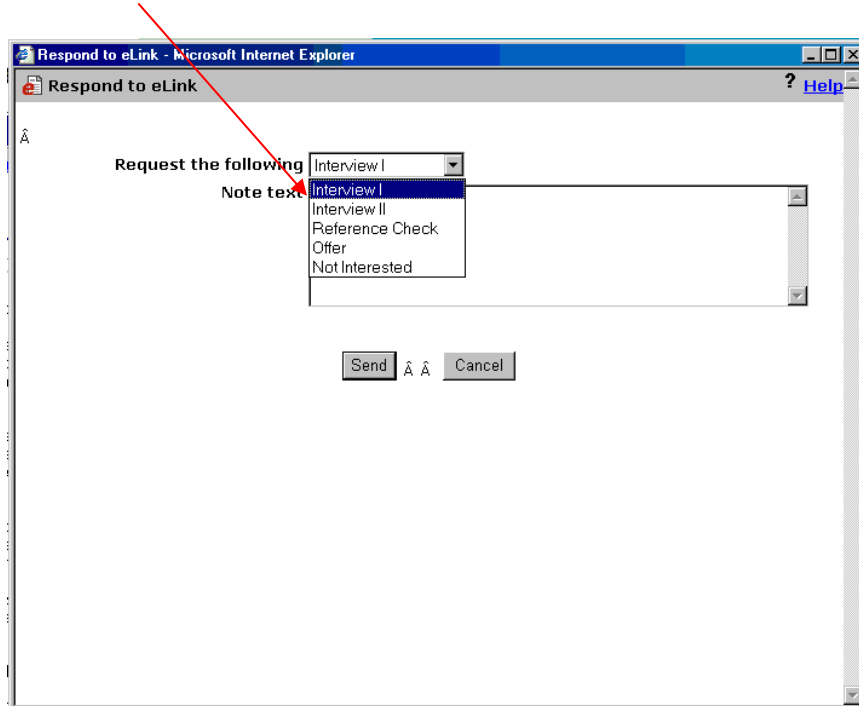 Respond to eLink - Microsoft Internet Explorer
Respond to eLink
? Help
Â
Request the following Interview I
Note text
Interview I
Interview II
Reference Check
Offer
Not Interested
Send Â Â Cancel